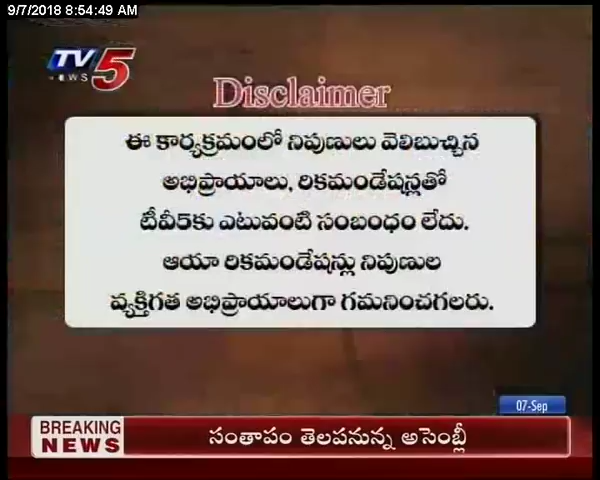 9/7/2018 8:54:49 AM
TV5
NEWS
Disclaimer
ఈ కార్యక్రమంలో నిపుణులు వెలిబుచ్చిన
అభిప్రాయాలు, రికమండేషన్లతో
టీవీ5కు ఎటువంటి సంబంధం లేదు.
ఆయా రికమండేషన్లు నిపుణుల
వ్యక్తిగత అభిప్రాయాలుగా గమనించగలరు.
07-Sep
BREAKING
NEWS
సంతాపం తెలపనున్న అసెంబ్లీ